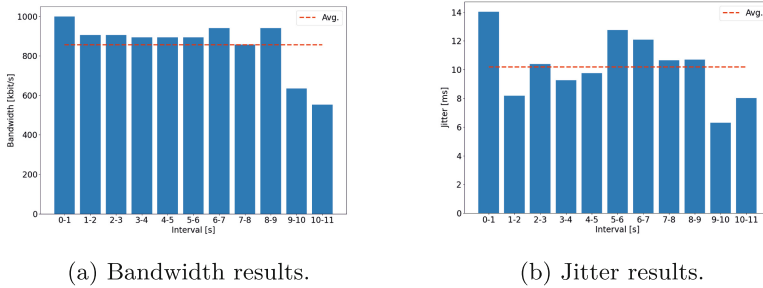 Avg.
1000
800
600
400
200
0
Bandwidth [kbit/s]
0-1 1-2 2-3 3-4 4-5 5-6 6-7 7-8 8-9 9-10 10-11
Interval [s]
(a) Bandwidth results.
Avg.
14
12
10
8
6
4
2
0
Jitter [ms]
0-1 1-2 2-3 3-4 4-5 5-6 6-7 7-8 8-9 9-10 10-11
Interval [s]
(b) Jitter results.